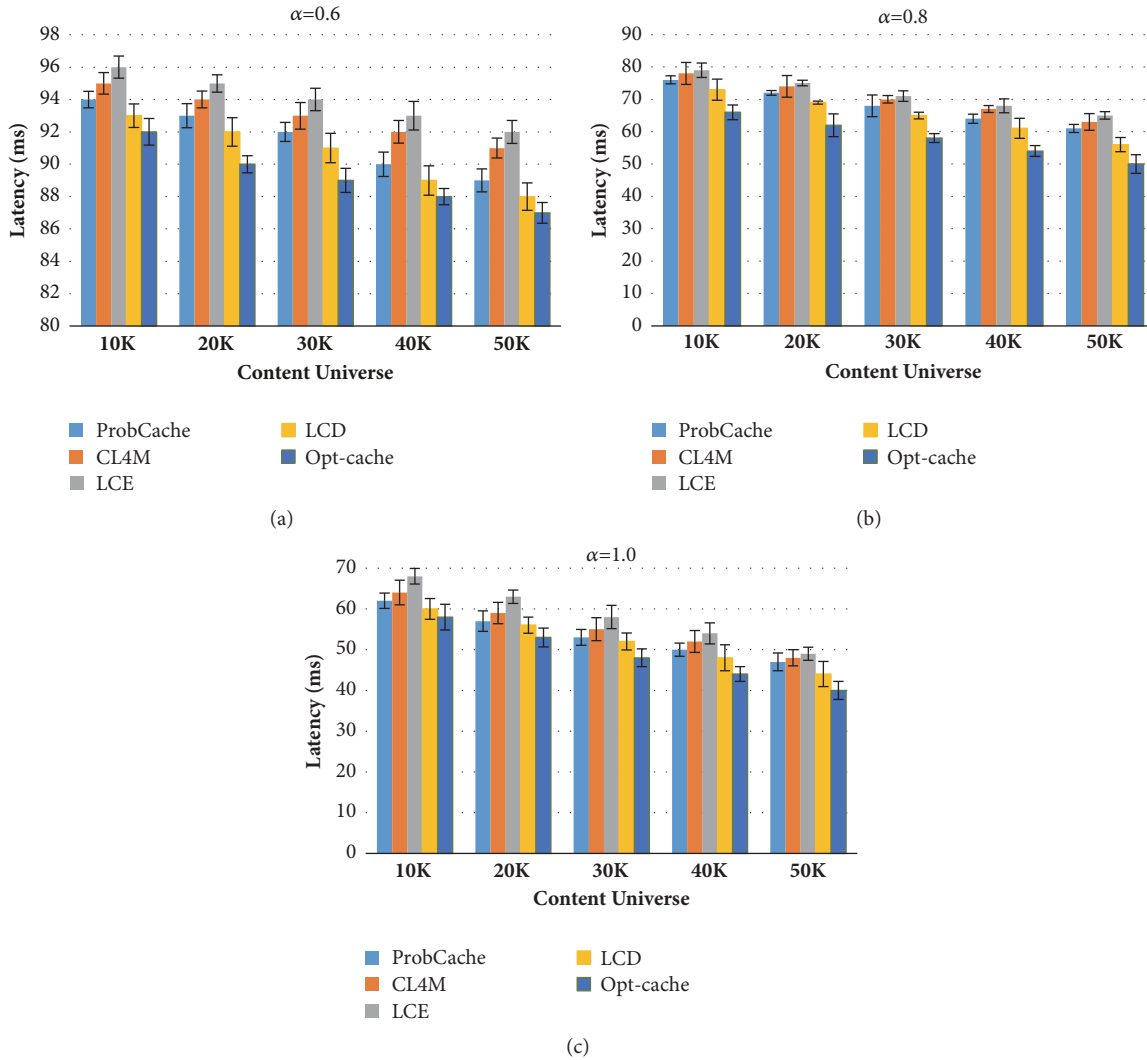 α=0.6
98
96
94
92
90
88
86
84
82
80
Latency (ms)
10K 20K 30K 40K 50K
Content Universe
ProbCache LCD
CL4M Opt-cache
LCE
(a)
α=0.8
90
80
70
60
50
40
30
20
10
0
Latency (ms)
10K 20K 30K 40K 50K
Content Universe
ProbCache LCD
CL4M Opt-cache
LCE
(b)
α=1.0
70
60
50
40
30
20
10
0
Latency (ms)
10K 20K 30K 40K 50K
Content Universe
ProbCache LCD
CL4M Opt-cache
LCE
(c)